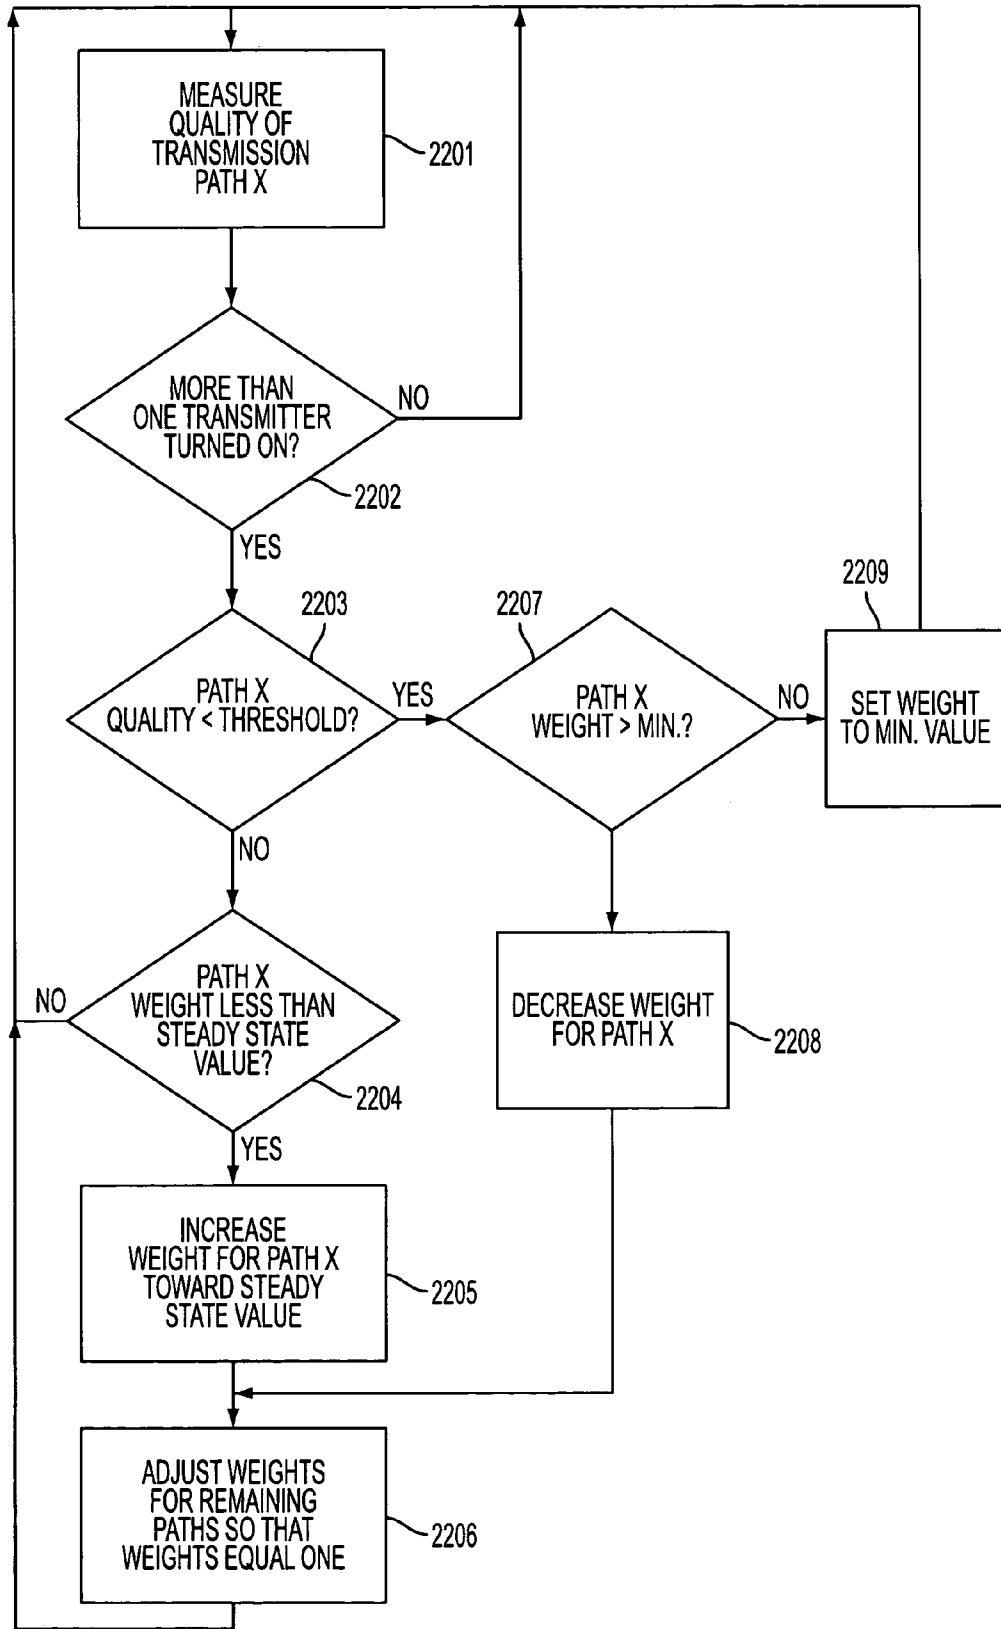 MEASURE
QUALITY OF
TRANSMISSION
PATH X
2201
MORE THAN
ONE TRANSMITTER
TURNED ON?
NO
2202
YES
2203
PATH X
QUALITY < THRESHOLD?
YES
2207
PATH X
WEIGHT > MIN.?
NO
2209
SET WEIGHT
TO MIN. VALUE
NO
PATH X
WEIGHT LESS THAN
STEADY STATE
VALUE?
NO
2204
YES
DECREASE WEIGHT
FOR PATH X
2208
INCREASE
WEIGHT FOR PATH X
TOWARD STEADY
STATE VALUE
2205
ADJUST WEIGHTS
FOR REMAINING
PATHS SO THAT
WEIGHTS EQUAL ONE
2206